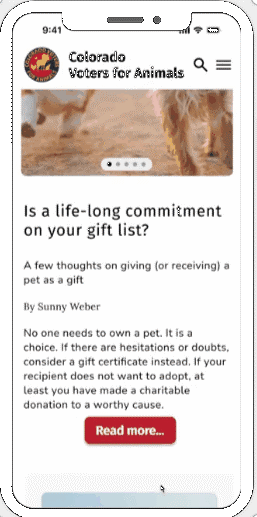 9:41
Colorado
Voters for Animals
Is a life-long commitment
on your gift list?
A few thoughts on giving (or receiving) a
pet as a gift
By Sunny Weber
No one needs to own a pet. It is a
choice. If there are hesitations or doubts,
consider a gift certificate instead. If your
recipient does not want to adopt, at
least you have made a charitable
donation to a worthy cause.
Read more...